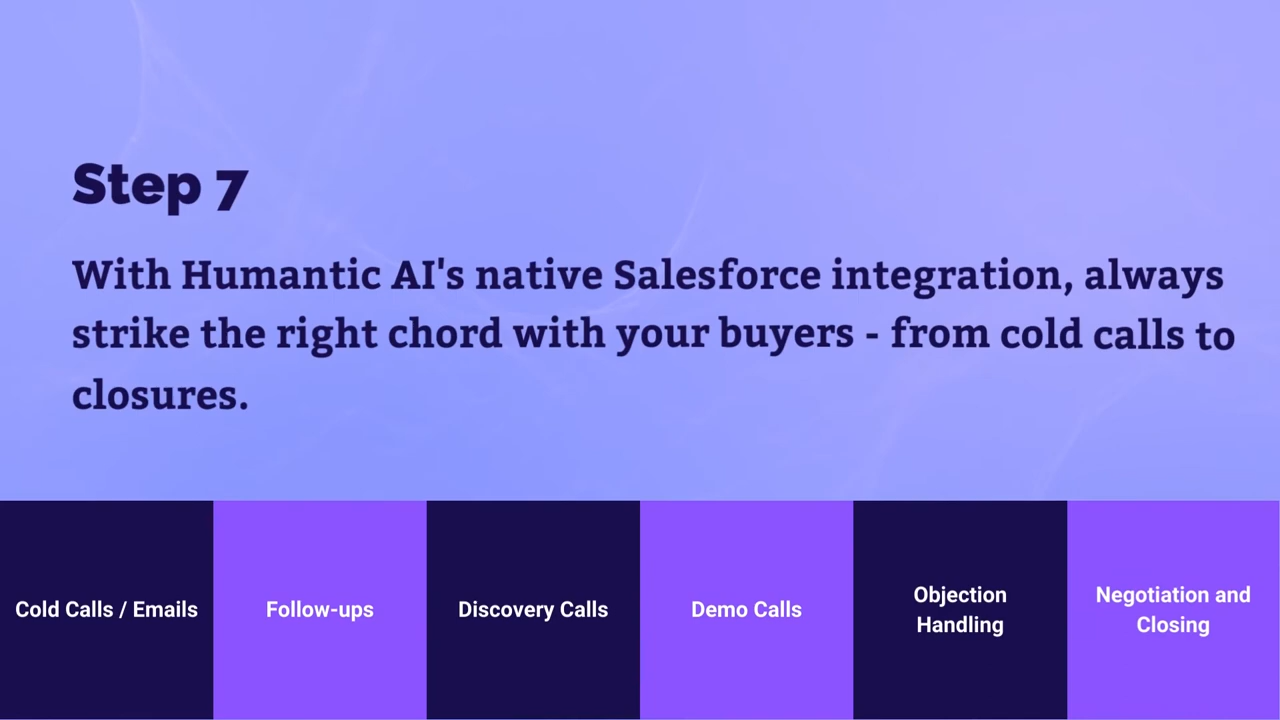 Step 7
With Humantic AI's native Salesforce integration, always
strike the right chord with your buyers - from cold calls to
closures.
Cold Calls / Emails
Follow-ups
Discovery Calls
Demo Calls
Objection
Handling
Negotiation and
Closing